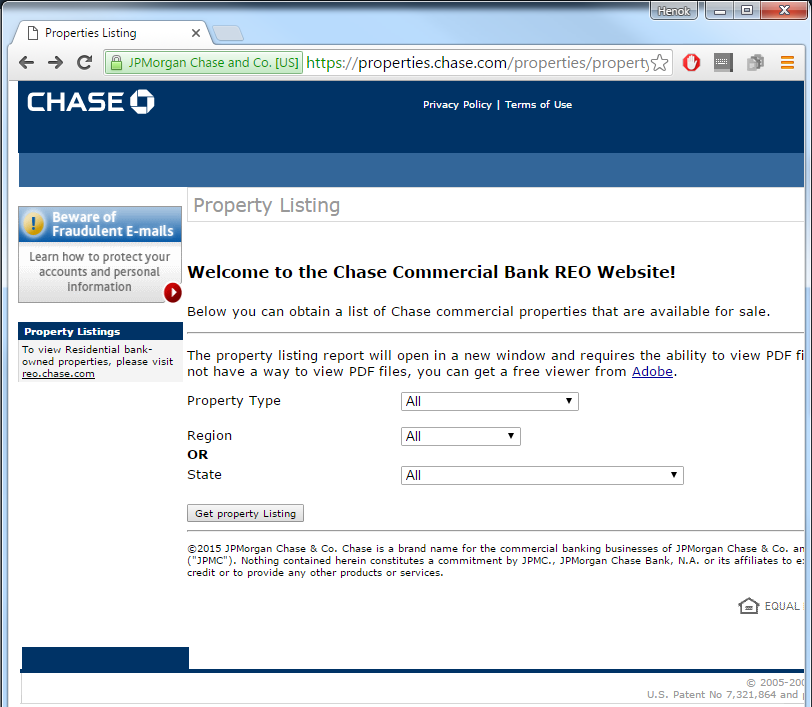 Henok
Properties Listing
JPMorgan Chase and Co. [US] https://properties.chase.com/properties/property
CHASE
Privacy Policy | Terms of Use
Beware of
Fraudulent E-mails
Learn how to protect your
accounts and personal
information
Property Listings
To view Residential bank-
owned properties, please visit
reo.chase.com
Property Listing
Welcome to the Chase Commercial Bank REO Website!
Below you can obtain a list of Chase commercial properties that are available for sale.
The property listing report will open in a new window and requires the ability to view PDF fi
not have a way to view PDF files, you can get a free viewer from Adobe.
Property Type All
Region All
OR
State All
Get property Listing
©2015 JPMorgan Chase & Co. Chase is a brand name for the commercial banking businesses of JPMorgan Chase & Co. an
("JPMC"). Nothing contained herein constitutes a commitment by JPMC., JPMorgan Chase Bank, N.A. or its affiliates to ex
credit or to provide any other products or services.
EQUAL
© 2005-200
U.S. Patent No 7,321,864 and p